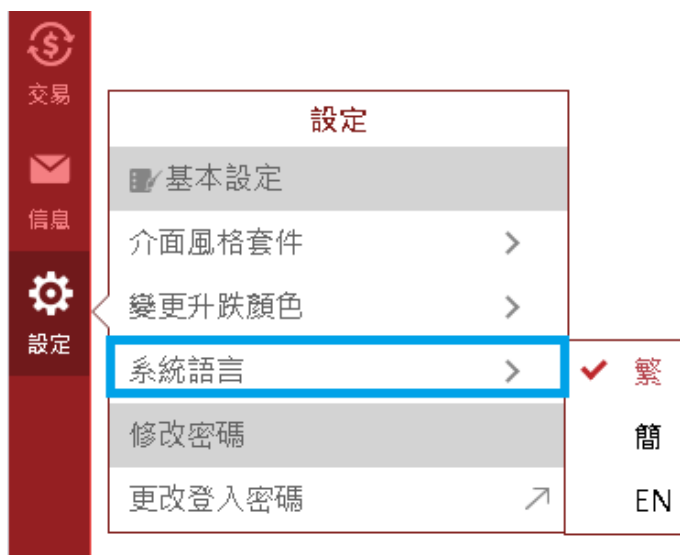 交易
信息
設定
設定
基本設定
介面風格套件
變更升跌顏色
系統語言
修改密碼
更改登入密碼
繁
簡
EN